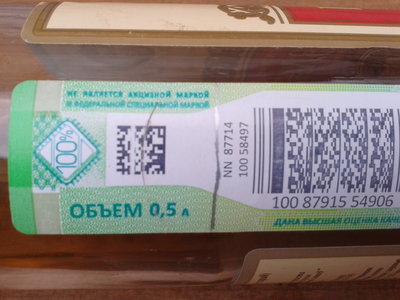 НЕ ЯВЛЯЕТСЯ АКЦИЗНОЙ МАРКОЙ
И ФЕДЕРАЛЬНОЙ СПЕЦИАЛЬНОЙ МАРКОЙ
100%
NN 87714
100 58497
ОБЪЕМ 0,5 Л
100 87915 54906
ДАНА ВЫСШАЯ ОЦЕНКА